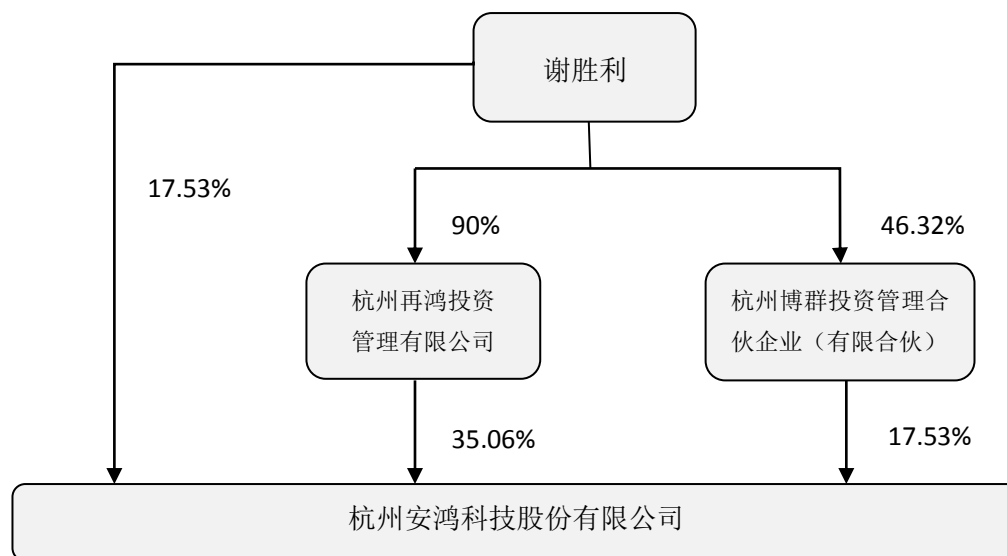 谢胜利
17.53%
90%
46.32%
杭州再鸿投资
管理有限公司
杭州博群投资管理合
伙企业（有限合伙）
35.06%
17.53%
杭州安鸿科技股份有限公司